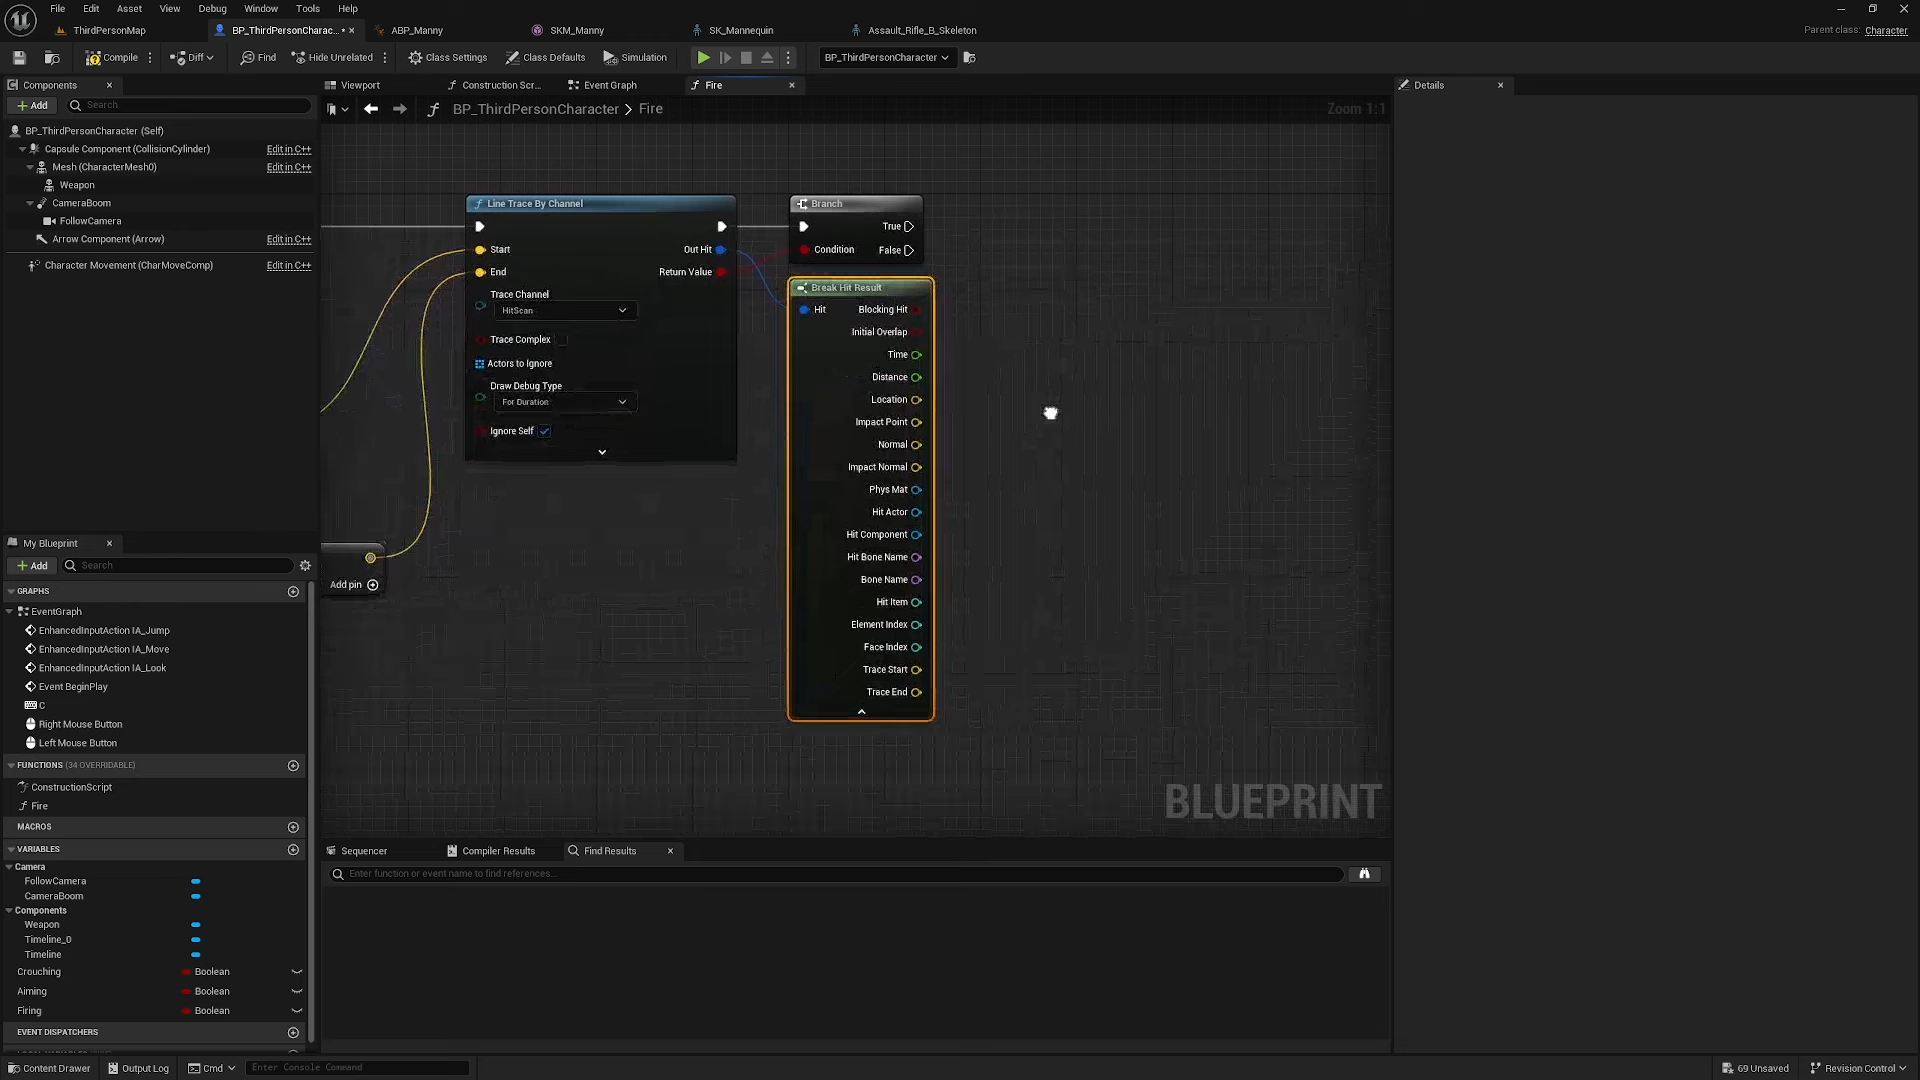 File Edit Asset View Debug Window Tools Help
ThirdPersonMap BP_ThirdPersonCharac... • × ABP_Manny SKM_Manny SK_Mannequin Assault_Rifle_B_Skeleton Parent class: Character
Compile Diff Find Hide Unrelated Class Settings Class Defaults Simulation BP_ThirdPersonCharacter
Components × Viewport Construction Scr... Event Graph Fire × Details ×
+ Add Search
BP_ThirdPersonCharacter > Fire Zoom 1:1
BP_ThirdPersonCharacter (Self)
Capsule Component (CollisionCylinder) Edit in C++
Mesh (CharacterMesh0) Edit in C++
Weapon
CameraBoom
FollowCamera
Arrow Component (Arrow) Edit in C++
Character Movement (CharMoveComp) Edit in C++
Line Trace By Channel
Start Out Hit
End Return Value
Trace Channel
HitScan
Trace Complex
Actors to Ignore
Draw Debug Type
For Duration
Ignore Self
Branch
True
Condition False
Break Hit Result
Hit Blocking Hit
Initial Overlap
Time
Distance
Location
Impact Point
Normal
Impact Normal
Phys Mat
Hit Actor
Hit Component
Hit Bone Name
Bone Name
Hit Item
Element Index
Face Index
Trace Start
Trace End
Add pin
BLUEPRINT
My Blueprint ×
+ Add Search
GRAPHS
EventGraph
EnhancedInputAction IA_Jump
EnhancedInputAction IA_Move
EnhancedInputAction IA_Look
Event BeginPlay
C
Right Mouse Button
Left Mouse Button
FUNCTIONS (34 OVERRIDABLE)
ConstructionScript
Fire
MACROS
VARIABLES
Camera
FollowCamera
CameraBoom
Components
Weapon
Timeline_0
Timeline
Crouching Boolean
Aiming Boolean
Firing Boolean
EVENT DISPATCHERS
Sequencer Compiler Results Find Results ×
Enter function or event name to find references...
Content Drawer Output Log Cmd Enter Console Command 69 Unsaved Revision Control